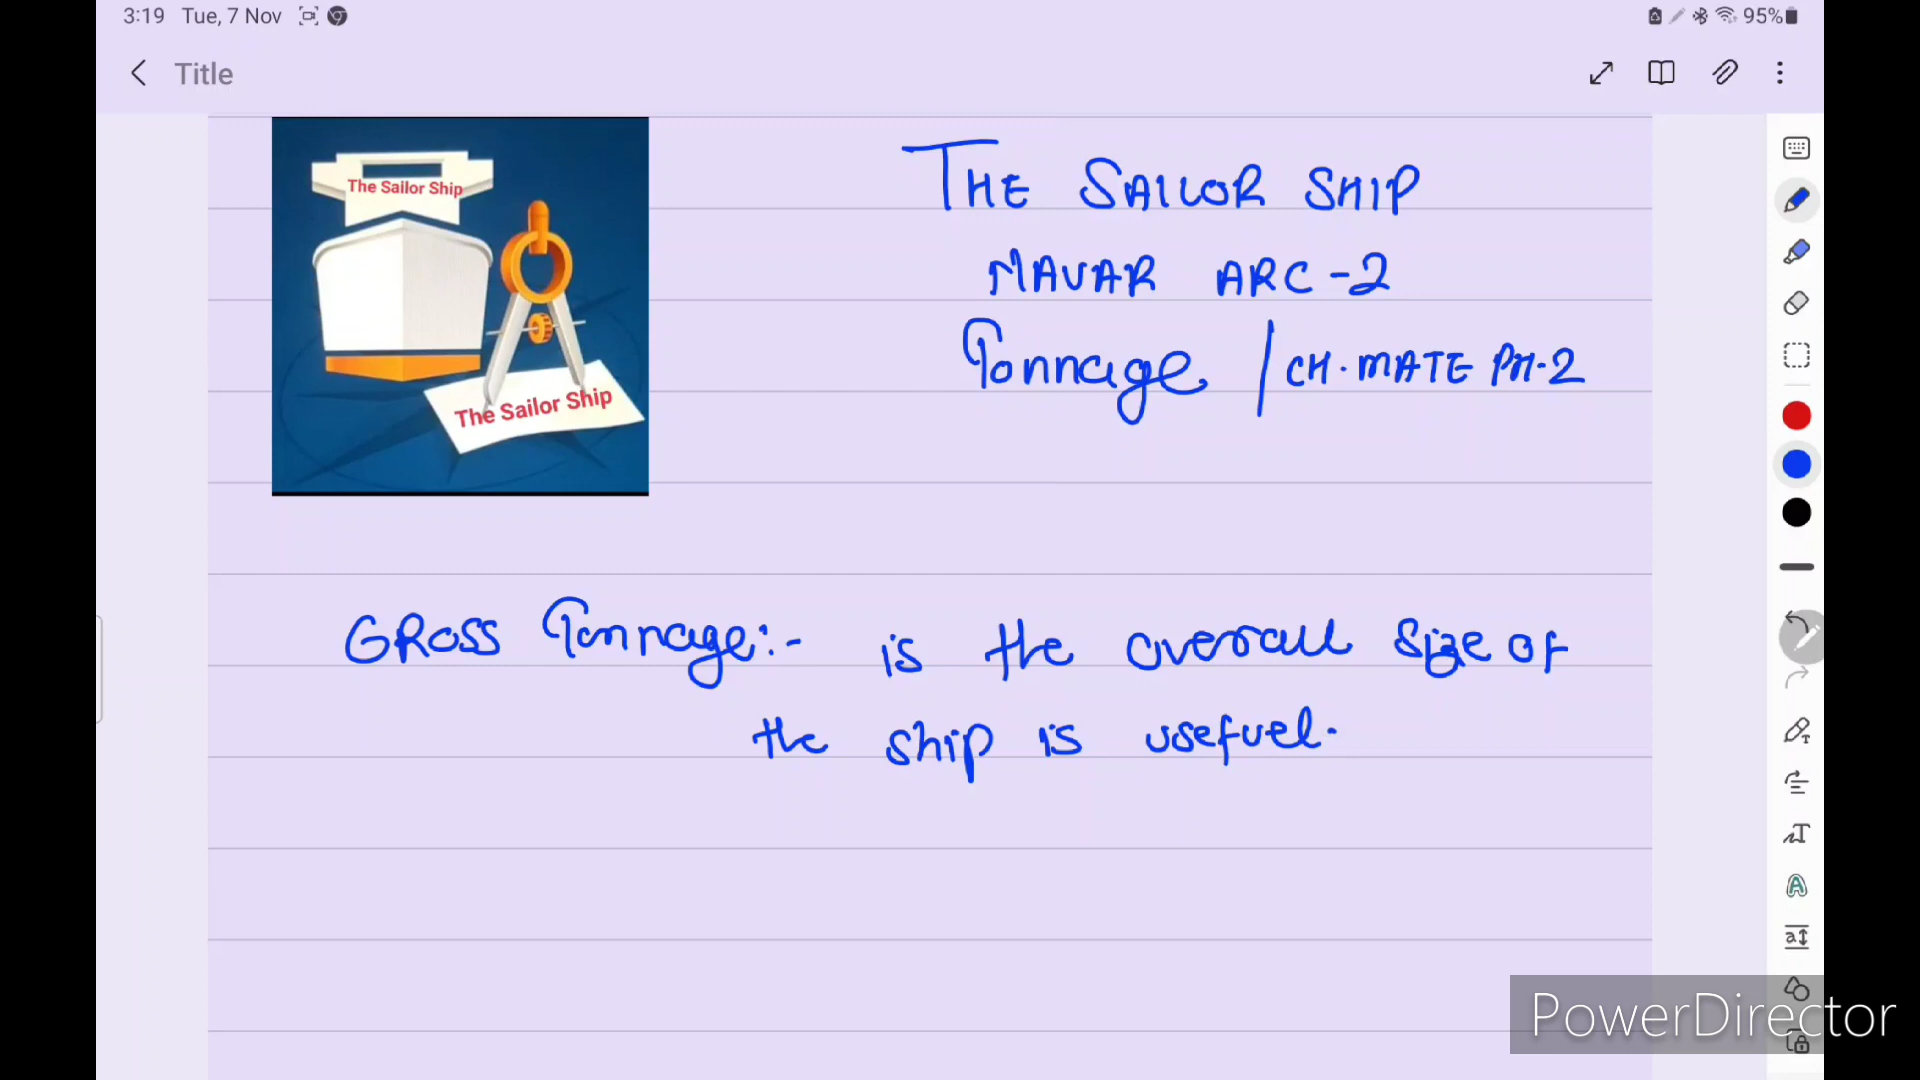 3:19 Tue, 7 Nov 95%
Title
The Sailor Ship
The Sailor Ship
THE SAILOR SHIP
MAVAR ARC-2
Tonnage / CH.MATE PH-2
GROSS Tonnage:- is the overall size of
the ship is usefuel.
PowerDirector